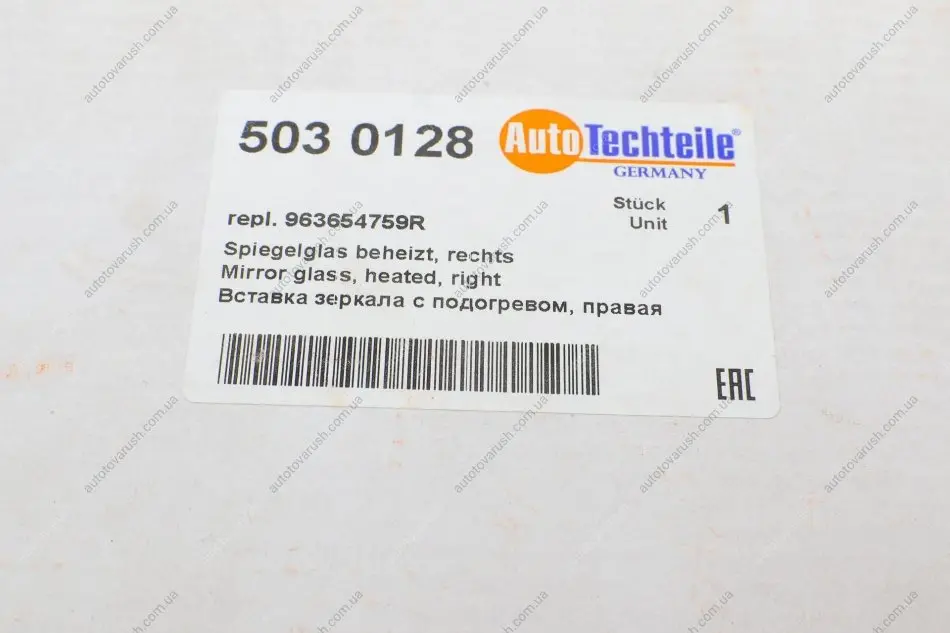 503 0128
AutoTechteile®
GERMANY
Stück
Unit
1
repl. 963654759R
Spiegelglas beheizt, rechts
Mirror glass, heated, right
Вставка зеркала с подогревом, правая
EAC
autotovarush.com.ua